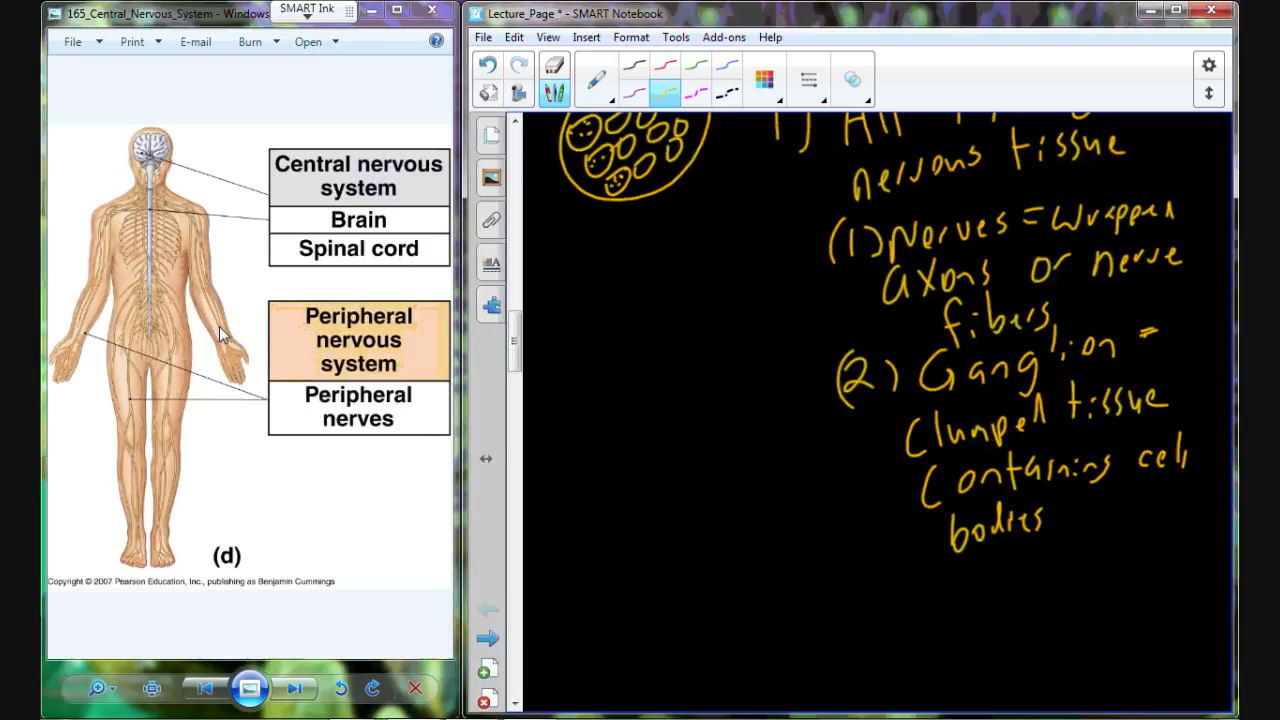 165_Central_Nervous_System - Windows
SMART Ink
File Print E-mail Burn Open
Central nervous
system
Brain
Spinal cord
Peripheral
nervous
system
Peripheral
nerves
(d)
Copyright © 2007 Pearson Education, Inc., publishing as Benjamin Cummings
Lecture_Page * - SMART Notebook
File Edit View Insert Format Tools Add-ons Help
1) All
nervous tissue
(1) Nerves = wrapped
axons or nerve
fibers
(2) Ganglion =
Clumped tissue
Containing cell
bodies